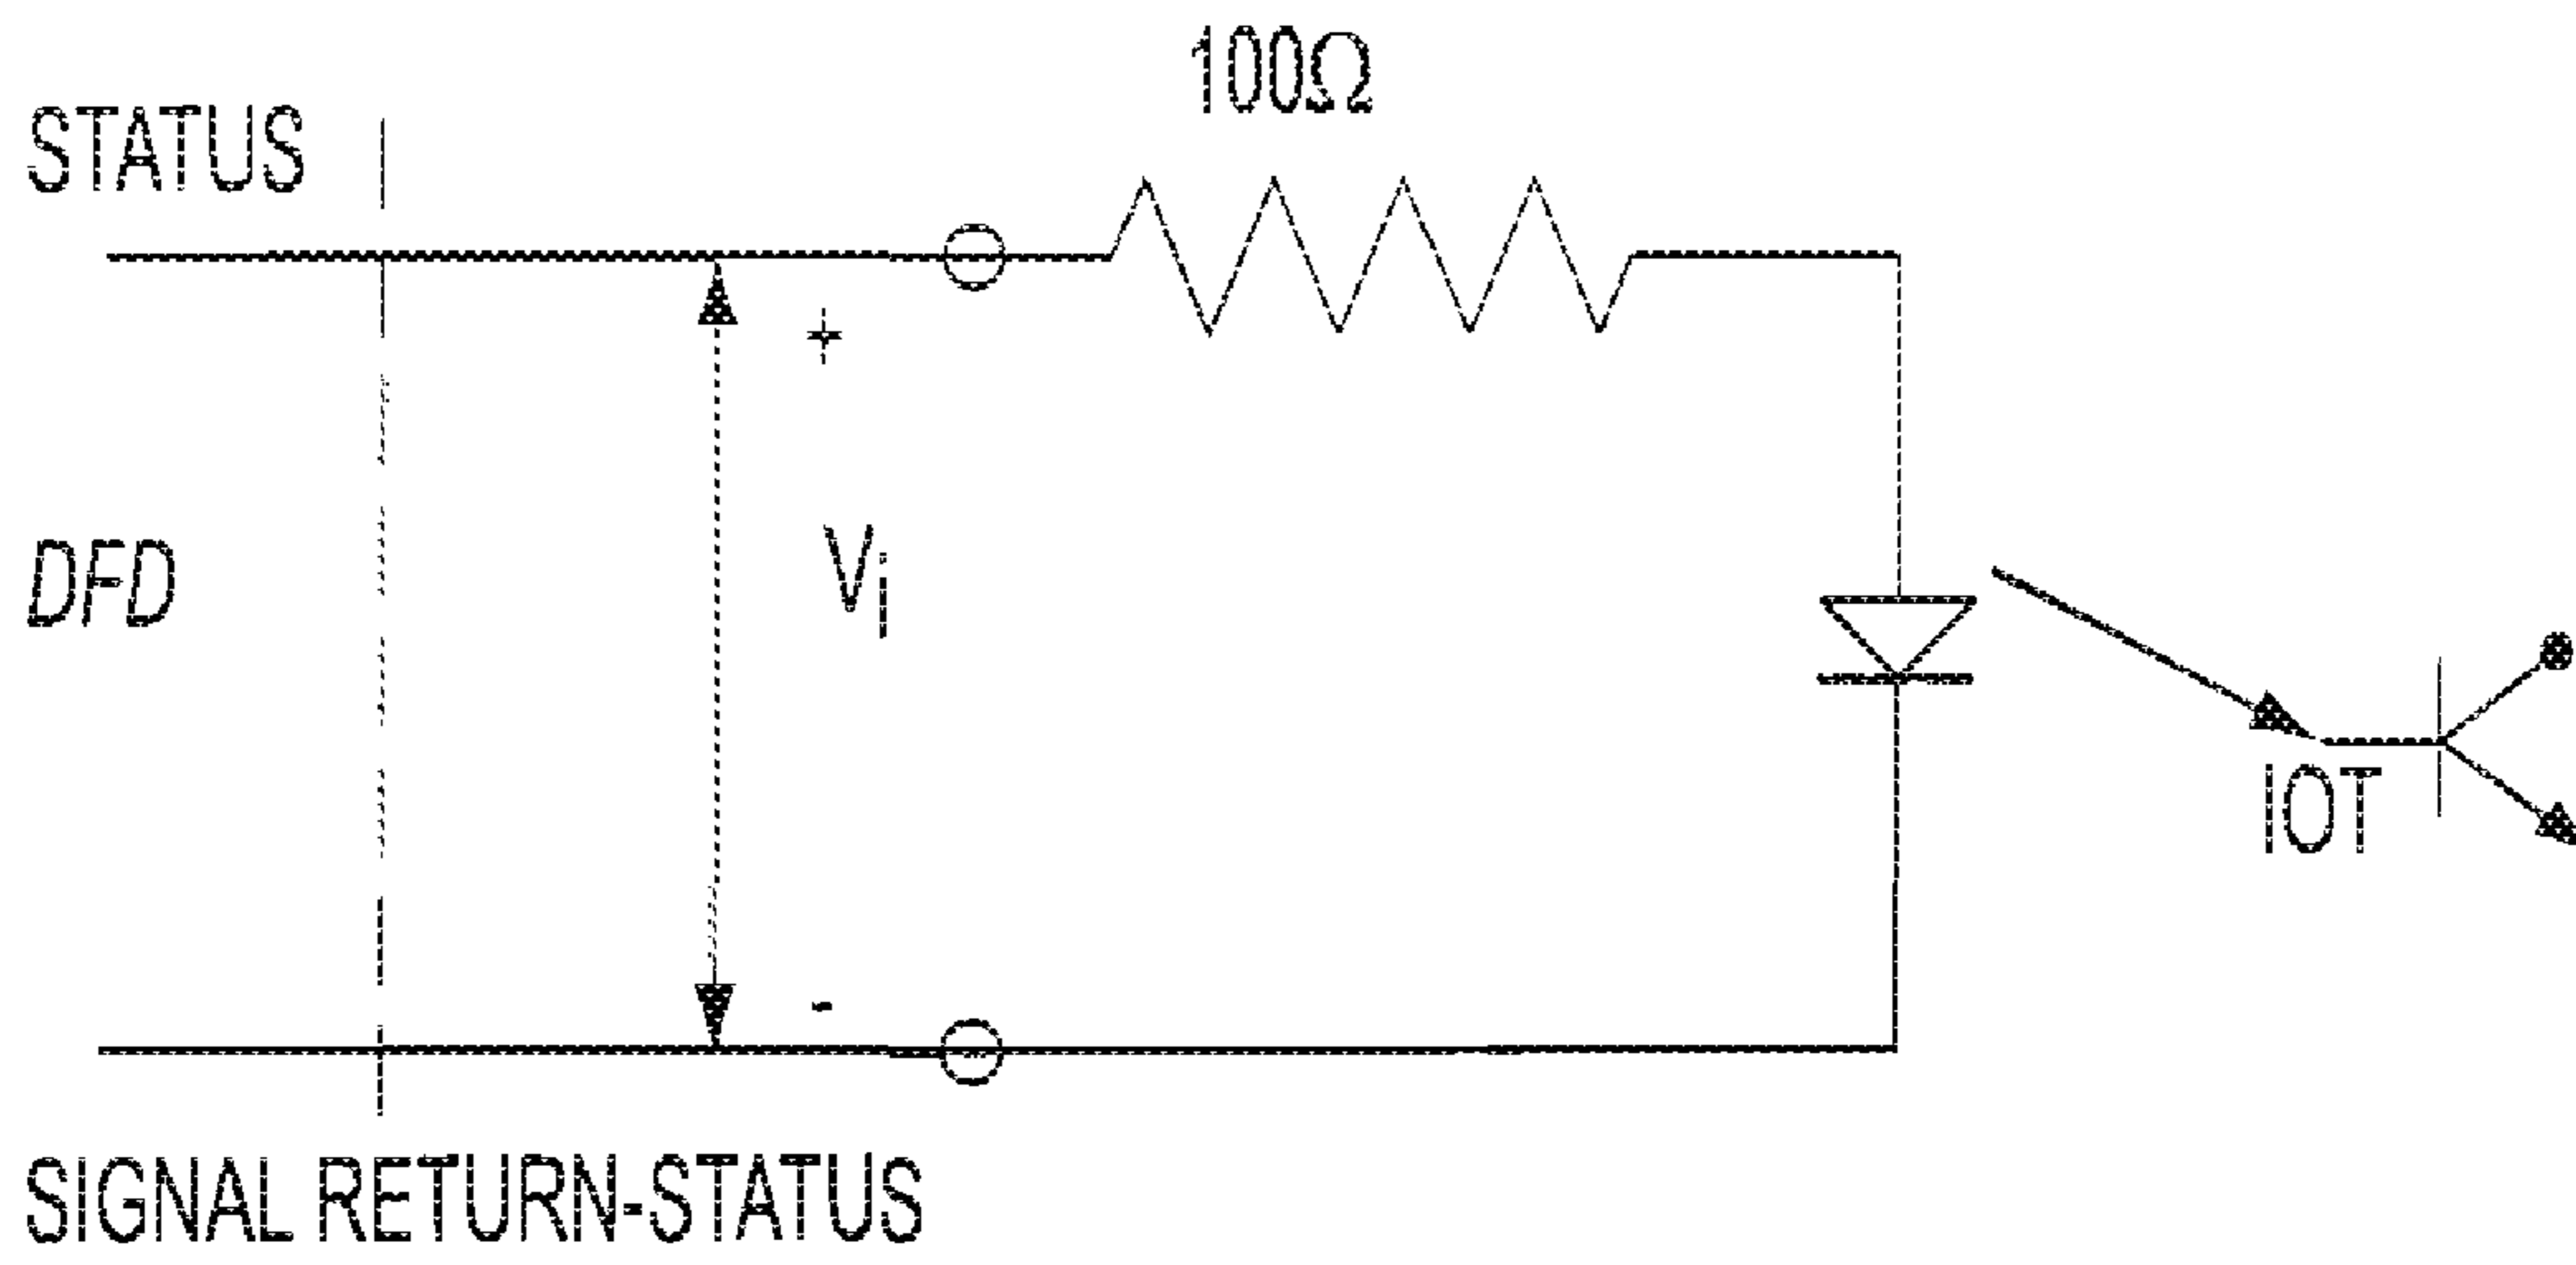 100Ω
STATUS
+
DFD
Vi
IOT
-
SIGNAL RETURN-STATUS